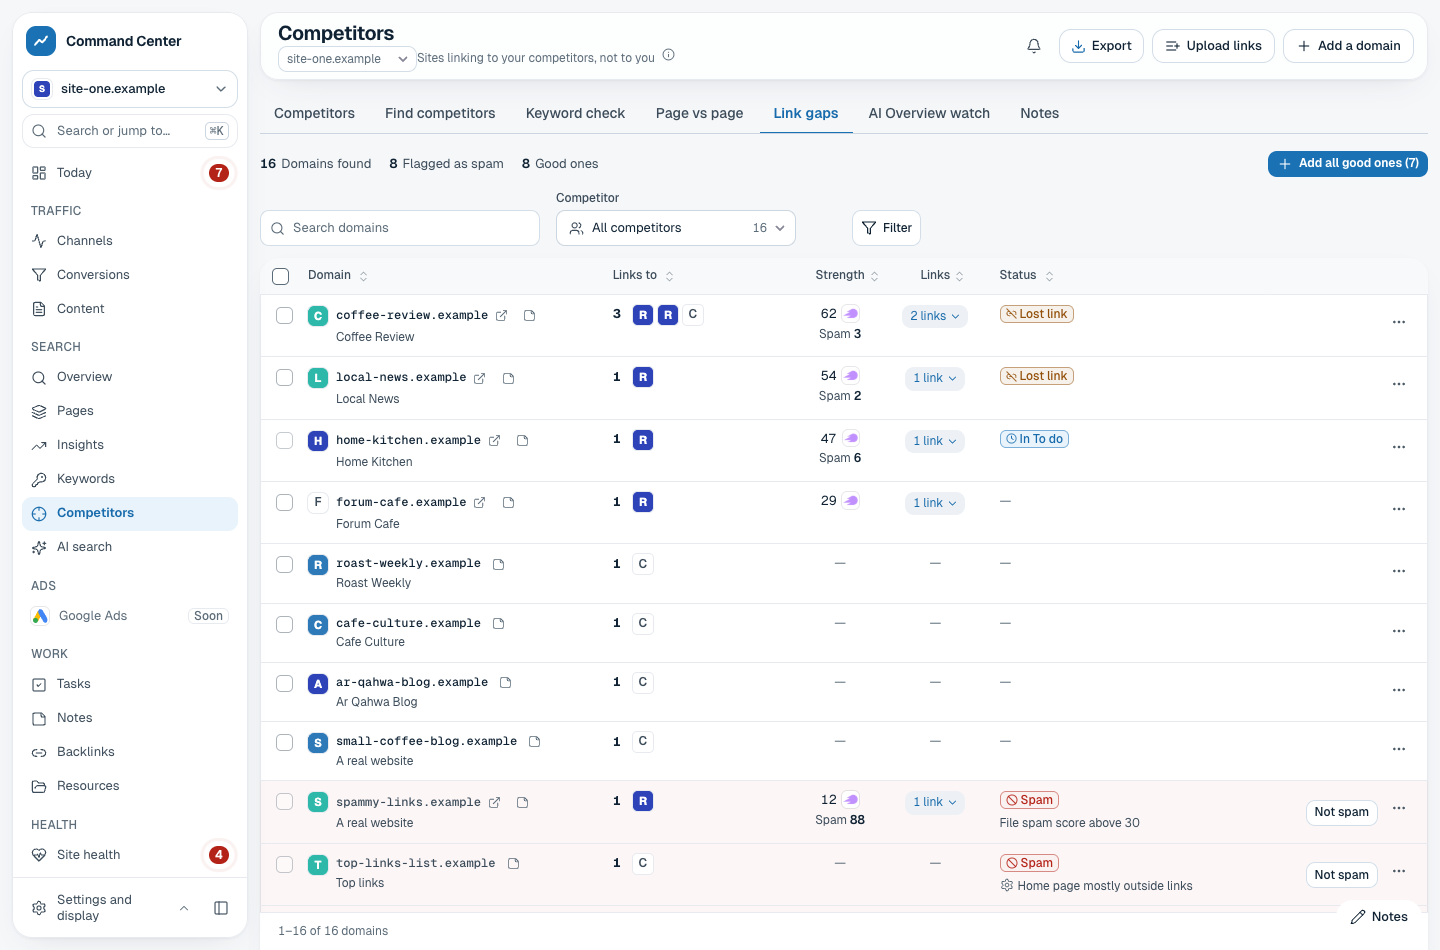 Command Center
S site-one.example
Search or jump to... ⌘K
Today 7
TRAFFIC
Channels
Conversions
Content
SEARCH
Overview
Pages
Insights
Keywords
Competitors
AI search
ADS
Google Ads Soon
WORK
Tasks
Notes
Backlinks
Resources
HEALTH
Site health 4
Settings and
display
Competitors
site-one.example Sites linking to your competitors, not to you
Export Upload links Add a domain
Competitors Find competitors Keyword check Page vs page Link gaps AI Overview watch Notes
16 Domains found 8 Flagged as spam 8 Good ones
Add all good ones (7)
Competitor
Search domains All competitors 16 Filter
Domain Links to Strength Links Status
C coffee-review.example 3 R R C 62 2 links Lost link
Coffee Review Spam 3
L local-news.example 1 R 54 1 link Lost link
Local News Spam 2
H home-kitchen.example 1 R 47 1 link In To do
Home Kitchen Spam 6
F forum-cafe.example 1 R 29 1 link —
Forum Cafe
R roast-weekly.example 1 C — — —
Roast Weekly
C cafe-culture.example 1 C — — —
Cafe Culture
A ar-qahwa-blog.example 1 C — — —
Ar Qahwa Blog
S small-coffee-blog.example 1 C — — —
A real website
S spammy-links.example 1 R 12 1 link Spam
A real website Spam 88 File spam score above 30 Not spam
T top-links-list.example 1 C — — Spam
Top links Home page mostly outside links Not spam
1–16 of 16 domains
Notes